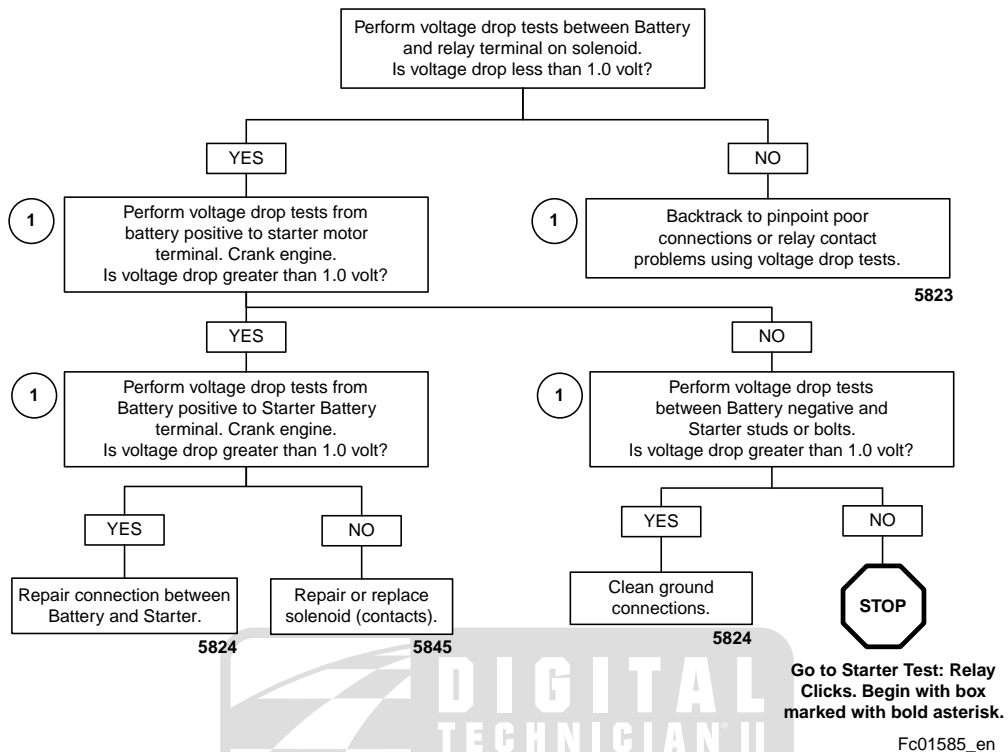 Perform voltage drop tests between Battery
and relay terminal on solenoid.
Is voltage drop less than 1.0 volt?
YES
NO
1
Perform voltage drop tests from
battery positive to starter motor
terminal. Crank engine.
Is voltage drop greater than 1.0 volt?
1
Backtrack to pinpoint poor
connections or relay contact
problems using voltage drop tests.
5823
YES
NO
1
Perform voltage drop tests from
Battery positive to Starter Battery
terminal. Crank engine.
Is voltage drop greater than 1.0 volt?
1
Perform voltage drop tests
between Battery negative and
Starter studs or bolts.
Is voltage drop greater than 1.0 volt?
YES
NO
YES
NO
Repair connection between
Battery and Starter.
5824
Repair or replace
solenoid (contacts).
5845
Clean ground
connections.
5824
STOP
Go to Starter Test: Relay
Clicks. Begin with box
marked with bold asterisk.
DIGITAL
TECHNICIAN® II
Fc01585_en